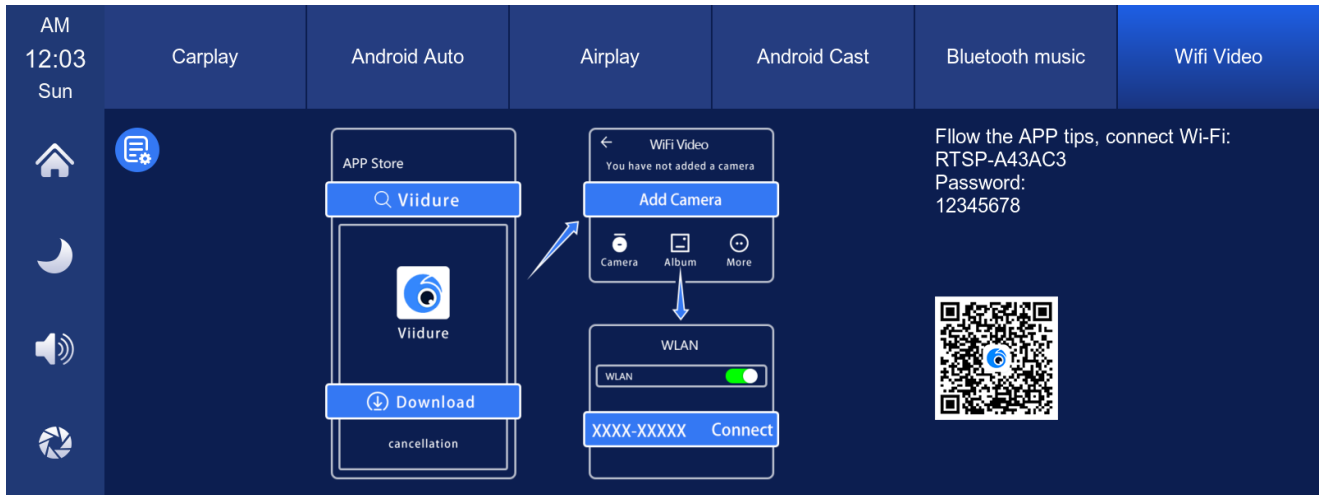 AM
12:03
Sun
Carplay
Android Auto
Airplay
Android Cast
Bluetooth music
Wifi Video
APP Store
Viidure
Viidure
Download
cancellation
WiFi Video
You have not added a camera
Add Camera
Camera
Album
More
WLAN
WLAN
XXXX-XXXXX Connect
Fllow the APP tips, connect Wi-Fi:
RTSP-A43AC3
Password:
12345678